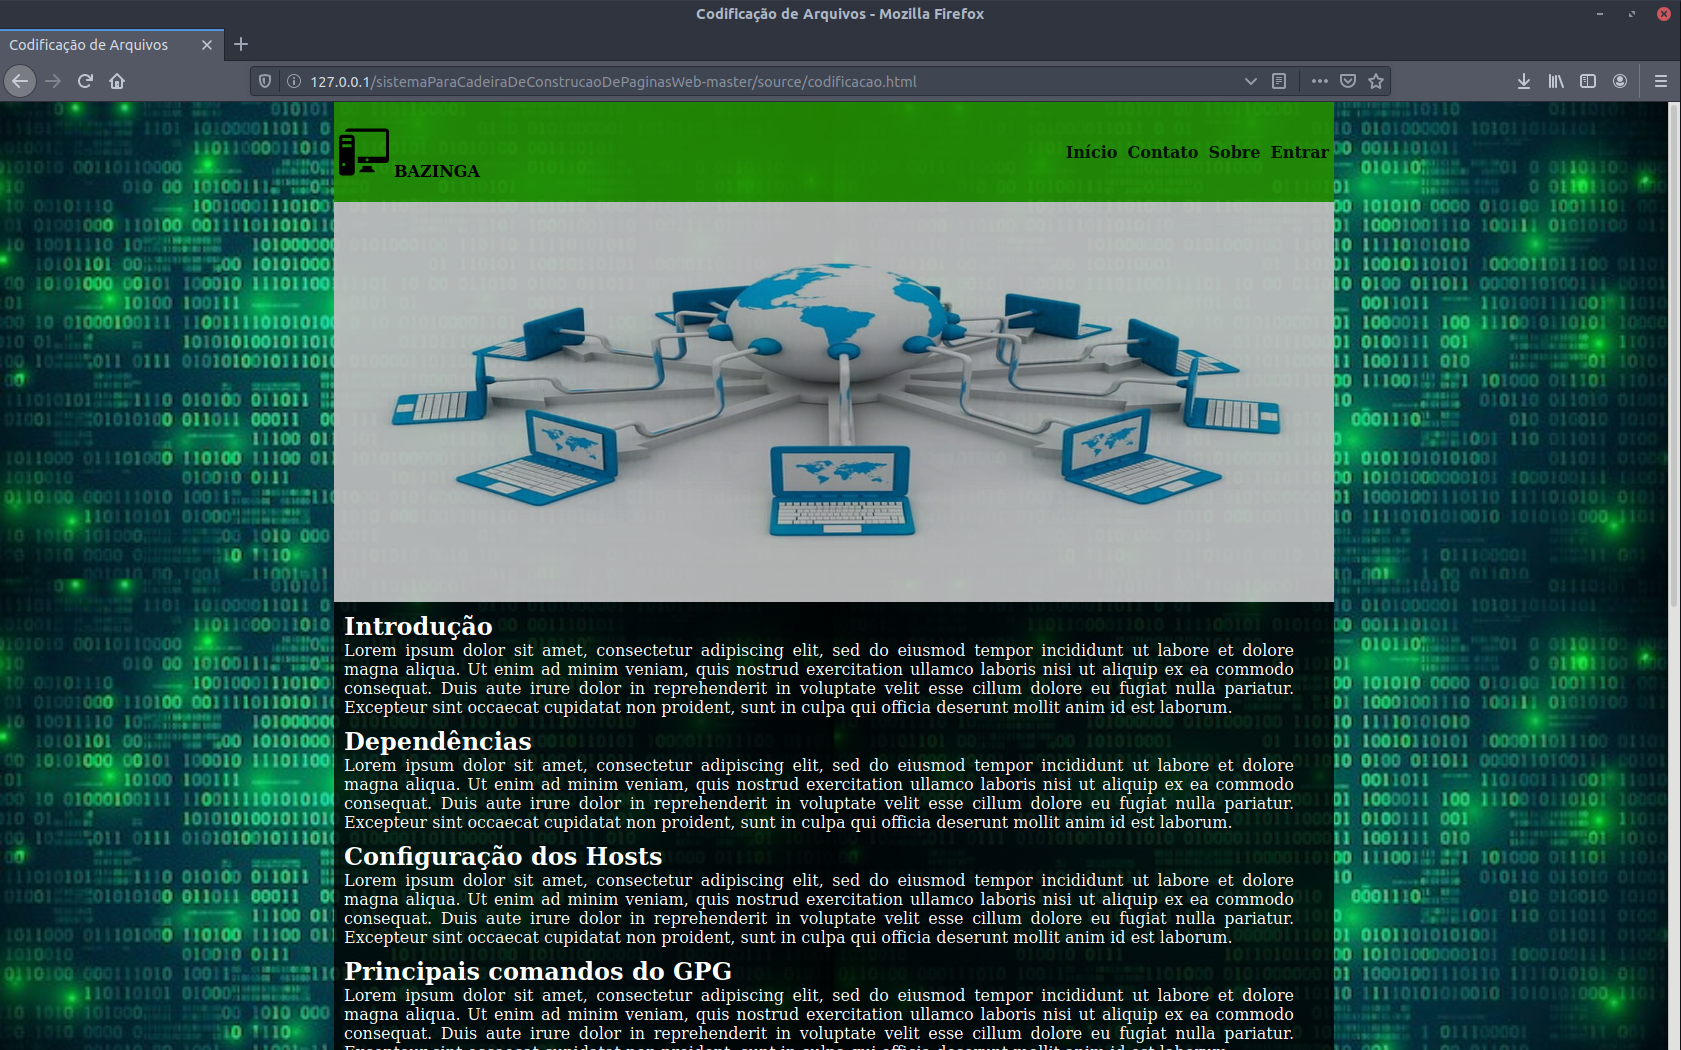 Codificação de Arquivos - Mozilla Firefox
Codificação de Arquivos
127.0.0.1/sistemaParaCadeiraDeConstrucaoDePaginasWeb-master/source/codificacao.html
BAZINGA
Início Contato Sobre Entrar
Introdução
Lorem ipsum dolor sit amet, consectetur adipiscing elit, sed do eiusmod tempor incididunt ut labore et dolore
magna aliqua. Ut enim ad minim veniam, quis nostrud exercitation ullamco laboris nisi ut aliquip ex ea commodo
consequat. Duis aute irure dolor in reprehenderit in voluptate velit esse cillum dolore eu fugiat nulla pariatur.
Excepteur sint occaecat cupidatat non proident, sunt in culpa qui officia deserunt mollit anim id est laborum.
Dependências
Lorem ipsum dolor sit amet, consectetur adipiscing elit, sed do eiusmod tempor incididunt ut labore et dolore
magna aliqua. Ut enim ad minim veniam, quis nostrud exercitation ullamco laboris nisi ut aliquip ex ea commodo
consequat. Duis aute irure dolor in reprehenderit in voluptate velit esse cillum dolore eu fugiat nulla pariatur.
Excepteur sint occaecat cupidatat non proident, sunt in culpa qui officia deserunt mollit anim id est laborum.
Configuração dos Hosts
Lorem ipsum dolor sit amet, consectetur adipiscing elit, sed do eiusmod tempor incididunt ut labore et dolore
magna aliqua. Ut enim ad minim veniam, quis nostrud exercitation ullamco laboris nisi ut aliquip ex ea commodo
consequat. Duis aute irure dolor in reprehenderit in voluptate velit esse cillum dolore eu fugiat nulla pariatur.
Excepteur sint occaecat cupidatat non proident, sunt in culpa qui officia deserunt mollit anim id est laborum.
Principais comandos do GPG
Lorem ipsum dolor sit amet, consectetur adipiscing elit, sed do eiusmod tempor incididunt ut labore et dolore
magna aliqua. Ut enim ad minim veniam, quis nostrud exercitation ullamco laboris nisi ut aliquip ex ea commodo
consequat. Duis aute irure dolor in reprehenderit in voluptate velit esse cillum dolore eu fugiat nulla pariatur.